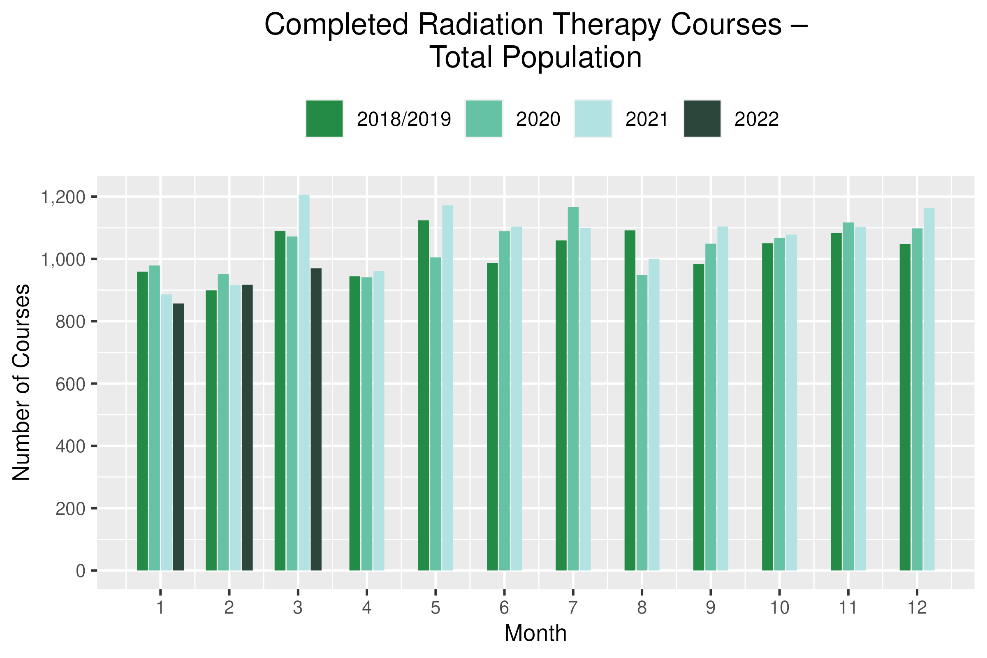 Completed Radiation Therapy Courses –
Total Population
2018/2019 2020 2021 2022
Number of Courses
1,200
1,000
800
600
400
200
0
1 2 3 4 5 6 7 8 9 10 11 12
Month